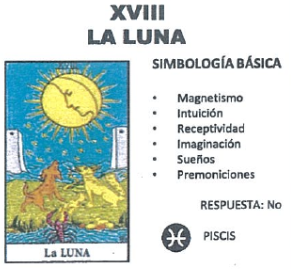 XVIII
LA LUNA
SIMBOLOGÍA BÁSICA
• Magnetismo
• Intuición
• Receptividad
• Imaginación
• Sueños
• Premoniciones
RESPUESTA: No
PISCIS
La LUNA